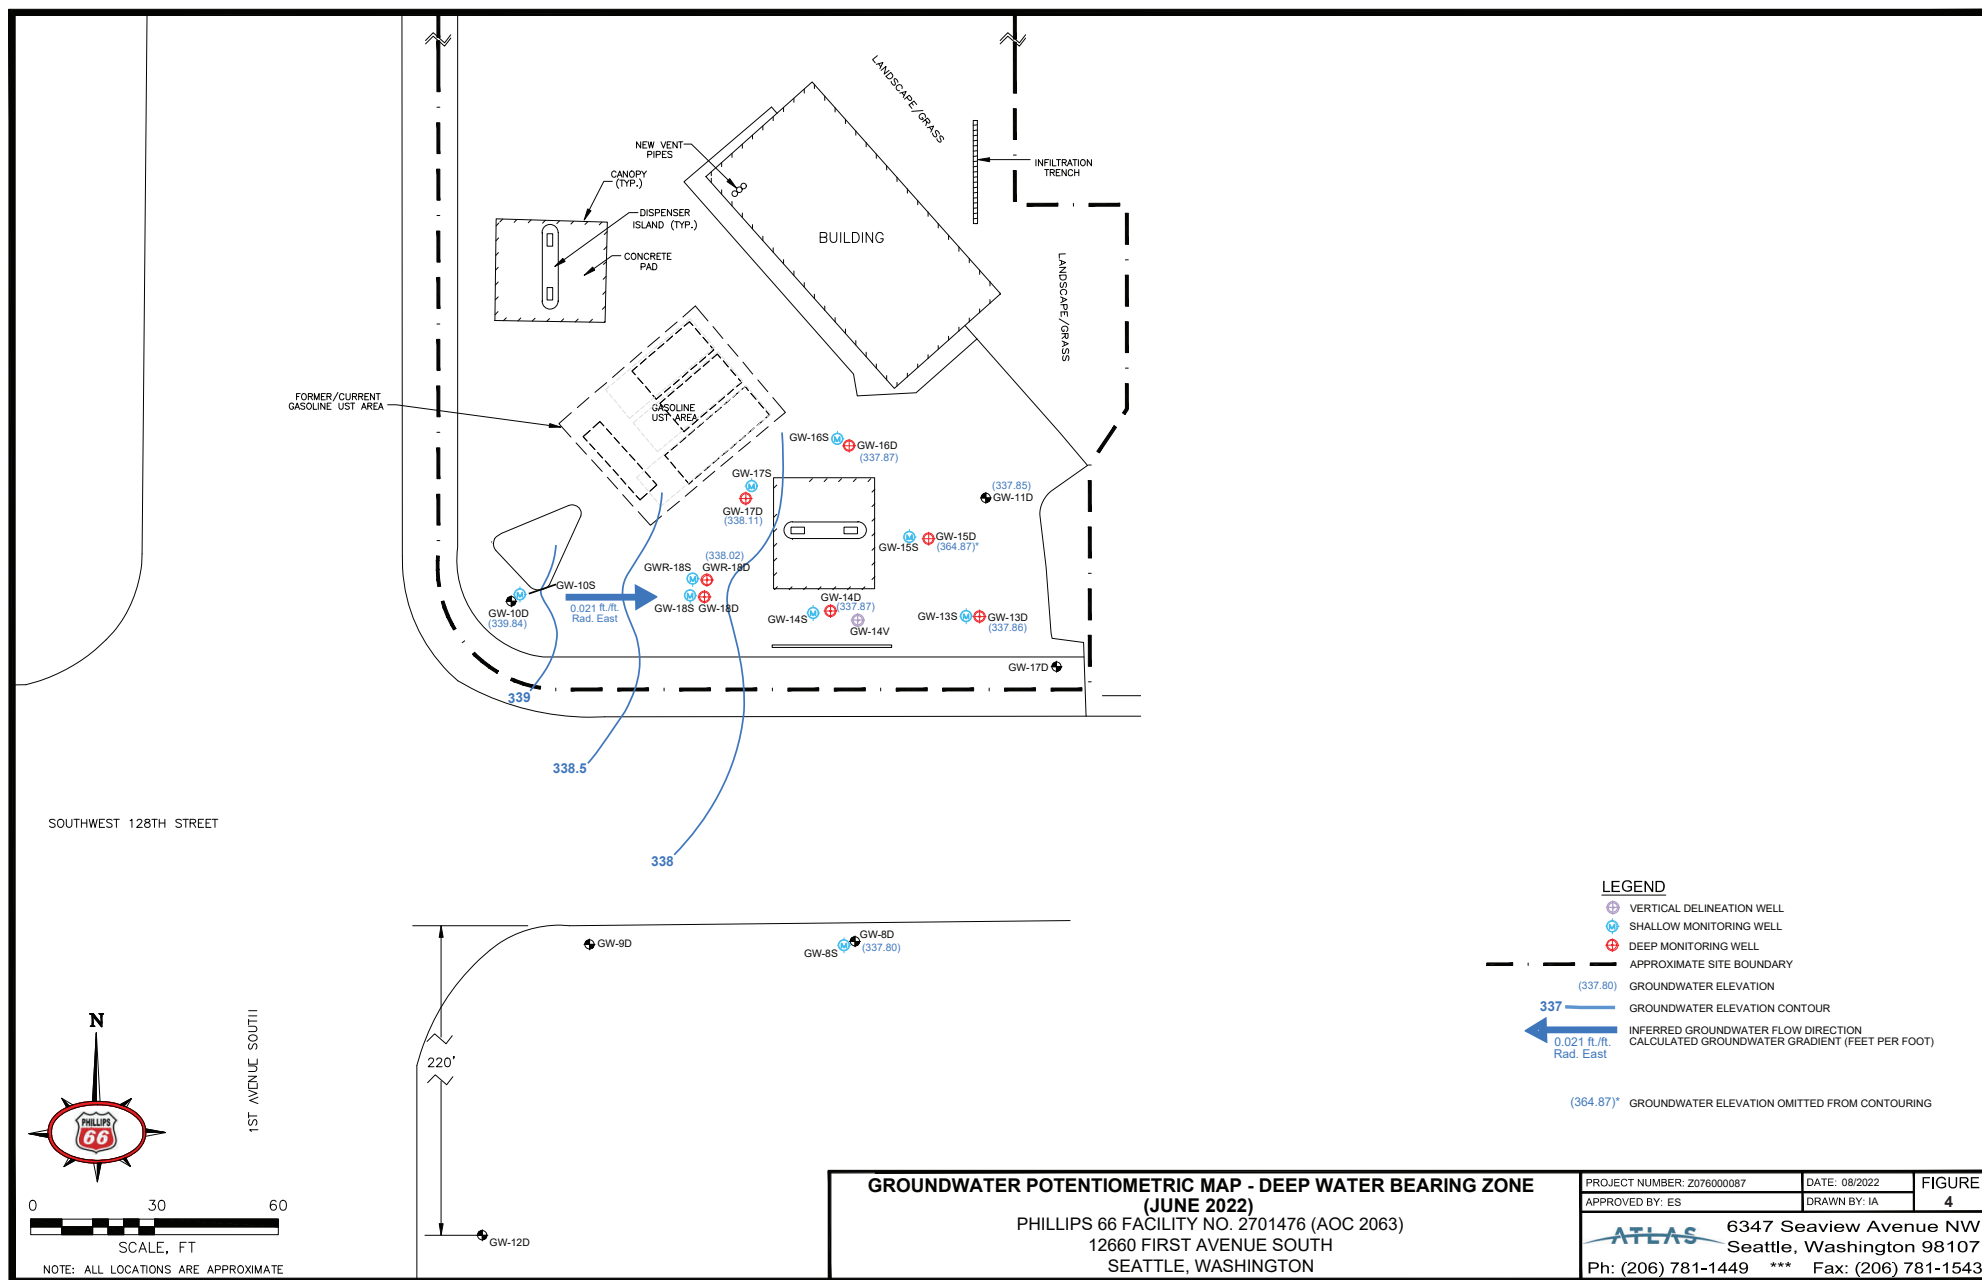 LANDSCAPE/GRASS
NEW VENT
PIPES
INFILTRATION
TRENCH
CANOPY
(TYP.)
DISPENSER
ISLAND (TYP.)
BUILDING
CONCRETE
PAD
LANDSCAPE/GRASS
FORMER/CURRENT
GASOLINE UST AREA
GASOLINE
UST AREA
GW-16S
GW-16D
(337.87)
GW-17S
GW-17D
(338.11)
(337.85)
GW-11D
GW-15S
GW-15D
(364.87)*
(338.02)
GWR-18S
GWR-18D
GW-10S
GW-10D
(339.84)
0.021 ft./ft.
Rad. East
GW-18S
GW-18D
GW-14D
(337.87)
GW-14S
GW-14V
GW-13S
GW-13D
(337.86)
GW-17D
339
338.5
338
SOUTHWEST 128TH STREET
GW-9D
GW-8D
GW-8S
(337.80)
220'
GW-12D
1ST AVENUE SOUTH
N
PHILLIPS
66
0 30 60
SCALE, FT
NOTE: ALL LOCATIONS ARE APPROXIMATE
LEGEND
VERTICAL DELINEATION WELL
M SHALLOW MONITORING WELL
DEEP MONITORING WELL
APPROXIMATE SITE BOUNDARY
(337.80) GROUNDWATER ELEVATION
337 GROUNDWATER ELEVATION CONTOUR
INFERRED GROUNDWATER FLOW DIRECTION
0.021 ft./ft. CALCULATED GROUNDWATER GRADIENT (FEET PER FOOT)
Rad. East
(364.87)* GROUNDWATER ELEVATION OMITTED FROM CONTOURING
GROUNDWATER POTENTIOMETRIC MAP - DEEP WATER BEARING ZONE
(JUNE 2022)
PHILLIPS 66 FACILITY NO. 2701476 (AOC 2063)
12660 FIRST AVENUE SOUTH
SEATTLE, WASHINGTON
PROJECT NUMBER: Z076000087
DATE: 08/2022
FIGURE
4
APPROVED BY: ES
DRAWN BY: IA
ATLAS
6347 Seaview Avenue NW
Seattle, Washington 98107
Ph: (206) 781-1449 *** Fax: (206) 781-1543